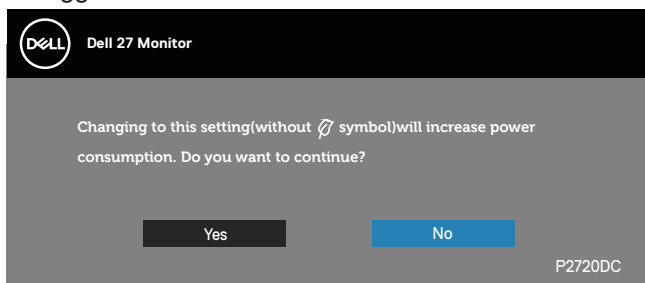 DELL
Dell 27 Monitor
Changing to this setting(without symbol)will increase power
consumption. Do you want to continue?
Yes No
P2720DC